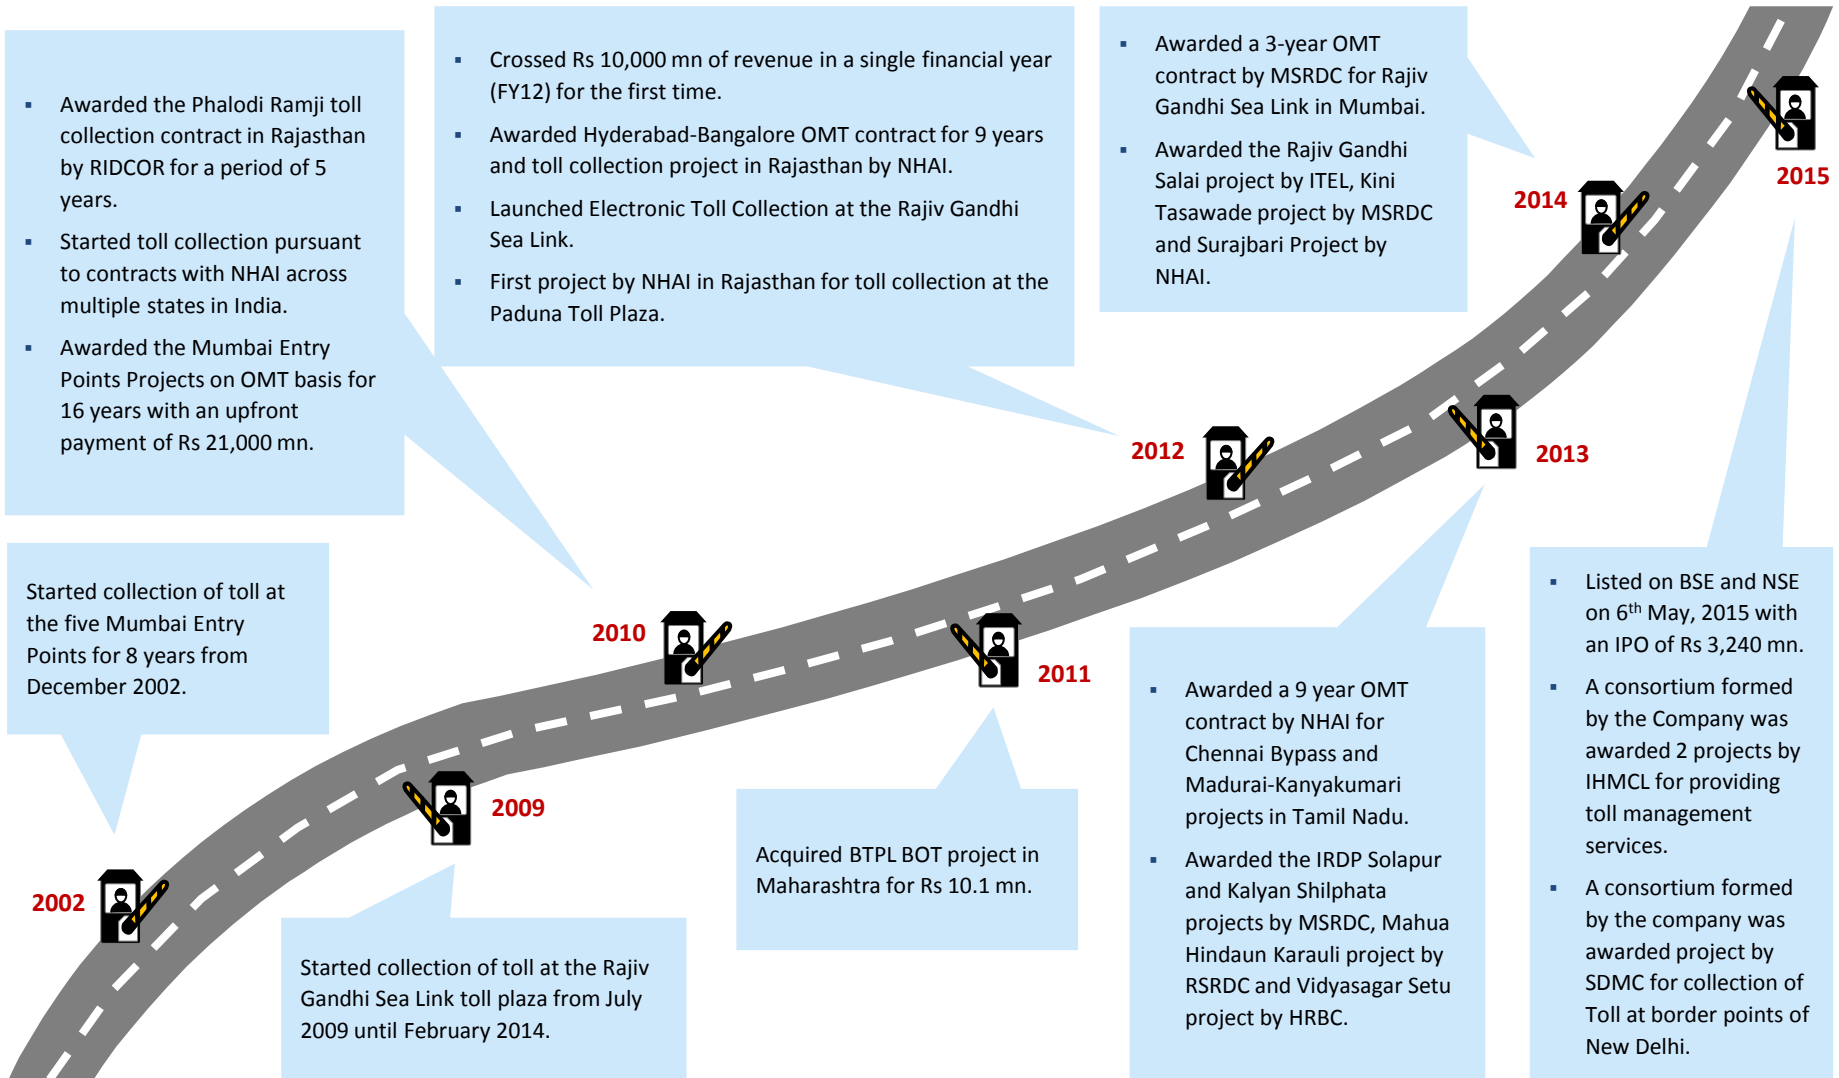 ▪ Awarded the Phalodi Ramji toll
collection contract in Rajasthan
by RIDCOR for a period of 5
years.
▪ Started toll collection pursuant
to contracts with NHAI across
multiple states in India.
▪ Awarded the Mumbai Entry
Points Projects on OMT basis for
16 years with an upfront
payment of Rs 21,000 mn.
▪ Crossed Rs 10,000 mn of revenue in a single financial year
(FY12) for the first time.
▪ Awarded Hyderabad-Bangalore OMT contract for 9 years
and toll collection project in Rajasthan by NHAI.
▪ Launched Electronic Toll Collection at the Rajiv Gandhi
Sea Link.
▪ First project by NHAI in Rajasthan for toll collection at the
Paduna Toll Plaza.
▪ Awarded a 3-year OMT
contract by MSRDC for Rajiv
Gandhi Sea Link in Mumbai.
▪ Awarded the Rajiv Gandhi
Salai project by ITEL, Kini
Tasawade project by MSRDC
and Surajbari Project by
NHAI.
2015
2014
2012
2013
Started collection of toll at
the five Mumbai Entry
Points for 8 years from
December 2002.
2010
2011
2009
2002
Started collection of toll at the Rajiv
Gandhi Sea Link toll plaza from July
2009 until February 2014.
Acquired BTPL BOT project in
Maharashtra for Rs 10.1 mn.
▪ Awarded a 9 year OMT
contract by NHAI for
Chennai Bypass and
Madurai-Kanyakumari
projects in Tamil Nadu.
▪ Awarded the IRDP Solapur
and Kalyan Shilphata
projects by MSRDC, Mahua
Hindaun Karauli project by
RSRDC and Vidyasagar Setu
project by HRBC.
▪ Listed on BSE and NSE
on 6th May, 2015 with
an IPO of Rs 3,240 mn.
▪ A consortium formed
by the Company was
awarded 2 projects by
IHMCL for providing
toll management
services.
▪ A consortium formed
by the company was
awarded project by
SDMC for collection of
Toll at border points of
New Delhi.